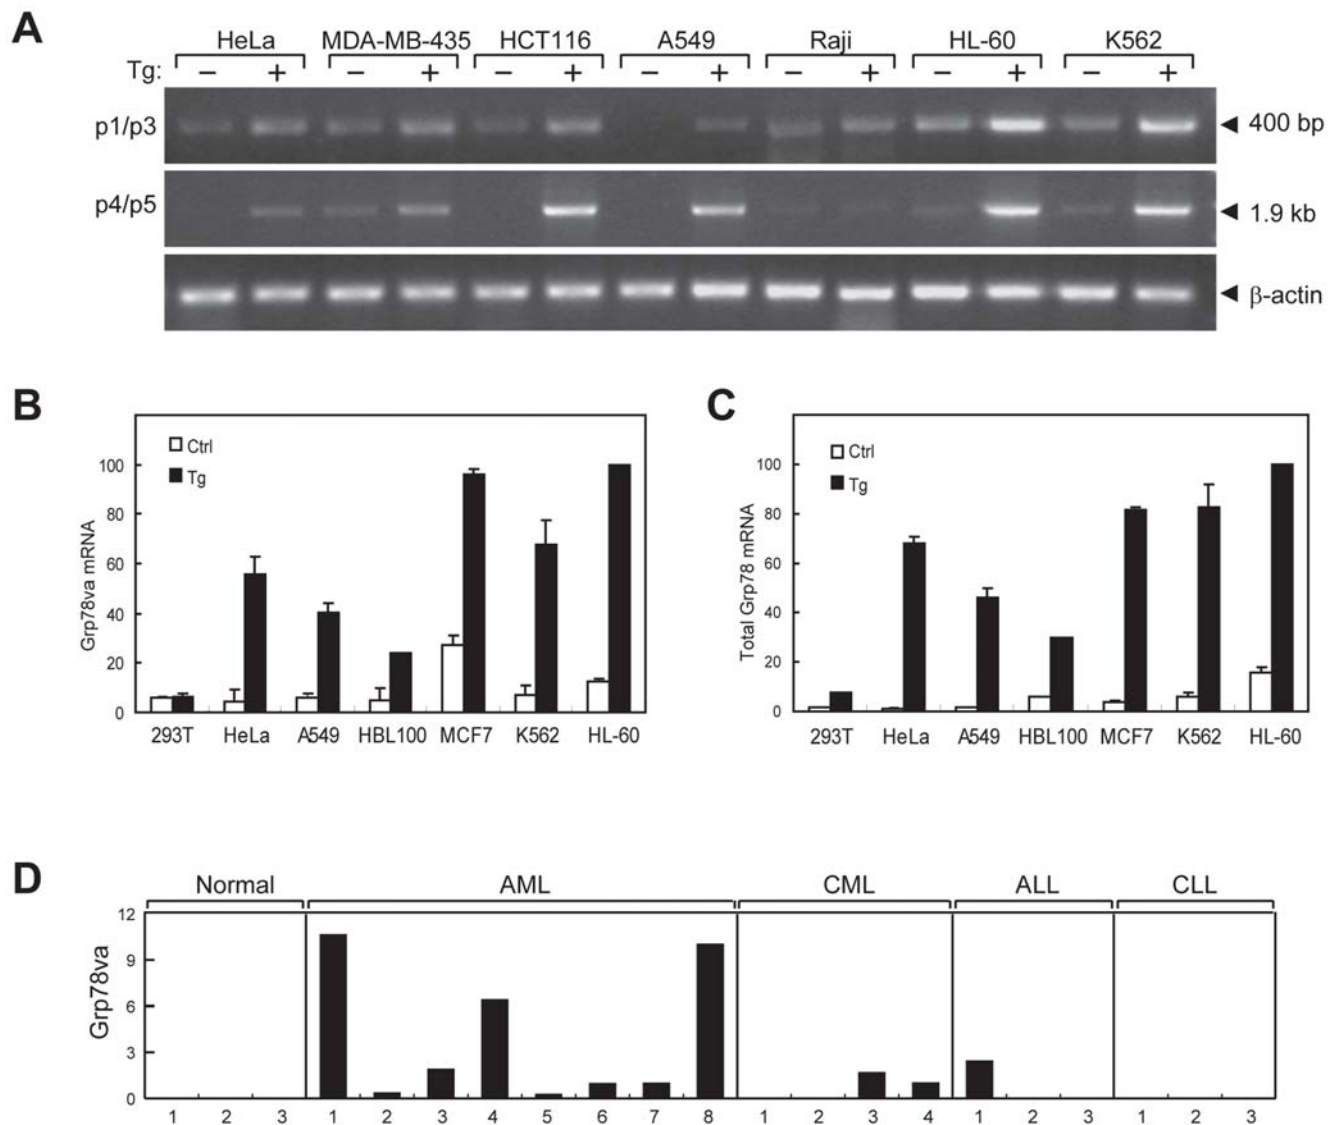 A
HeLa MDA-MB-435 HCT116 A549 Raji HL-60 K562
Tg: − + − + − + − + − + − + − +
p1/p3 400 bp
p4/p5 1.9 kb
β-actin
B
Ctrl
Tg
Grp78va mRNA
100
80
60
40
20
0
293T HeLa A549 HBL100 MCF7 K562 HL-60
C
Ctrl
Tg
Total Grp78 mRNA
100
80
60
40
20
0
293T HeLa A549 HBL100 MCF7 K562 HL-60
D
Normal AML CML ALL CLL
Grp78va
12
9
6
3
0
1 2 3 1 2 3 4 5 6 7 8 1 2 3 4 1 2 3 1 2 3